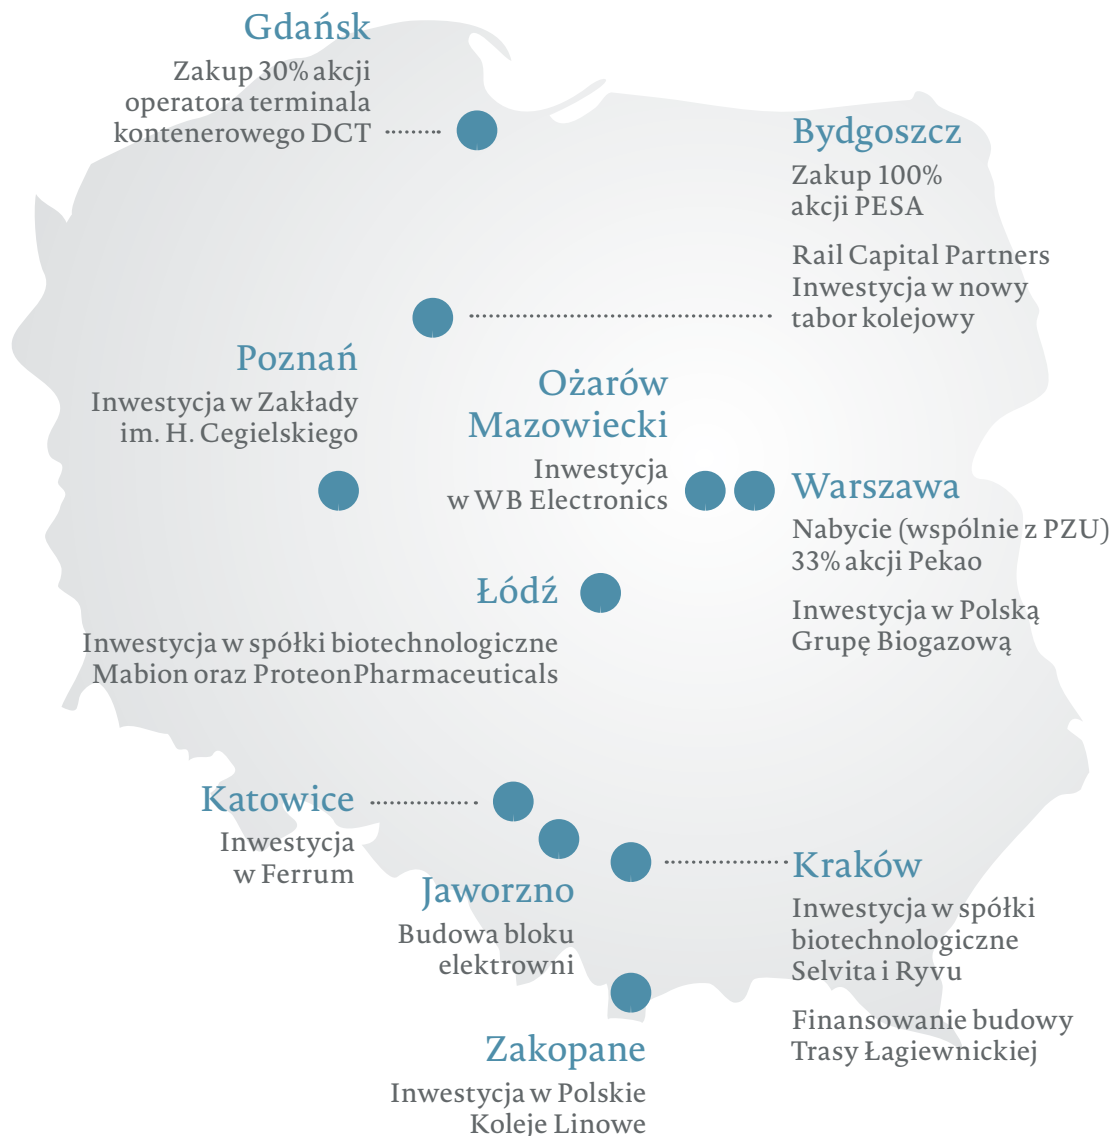 Gdańsk
Zakup 30% akcji
operatora terminala
kontenerowego DCT
Bydgoszcz
Zakup 100%
akcji PESA
Rail Capital Partners
Inwestycja w nowy
tabor kolejowy
Poznań
Inwestycja w Zakłady
im. H. Cegielskiego
Ożarów
Mazowiecki
Inwestycja
w WB Electronics
Warszawa
Nabycie (wspólnie z PZU)
33% akcji Pekao
Inwestycja w Polską
Grupę Biogazową
Łódź
Inwestycja w spółki biotechnologiczne
Mabion oraz ProteonPharmaceuticals
Katowice
Inwestycja
w Ferrum
Jaworzno
Budowa bloku
elektrowni
Kraków
Inwestycja w spółki
biotechnologiczne
Selvita i Ryvu
Finansowanie budowy
Trasy Łagiewnickiej
Zakopane
Inwestycja w Polskie
Koleje Linowe